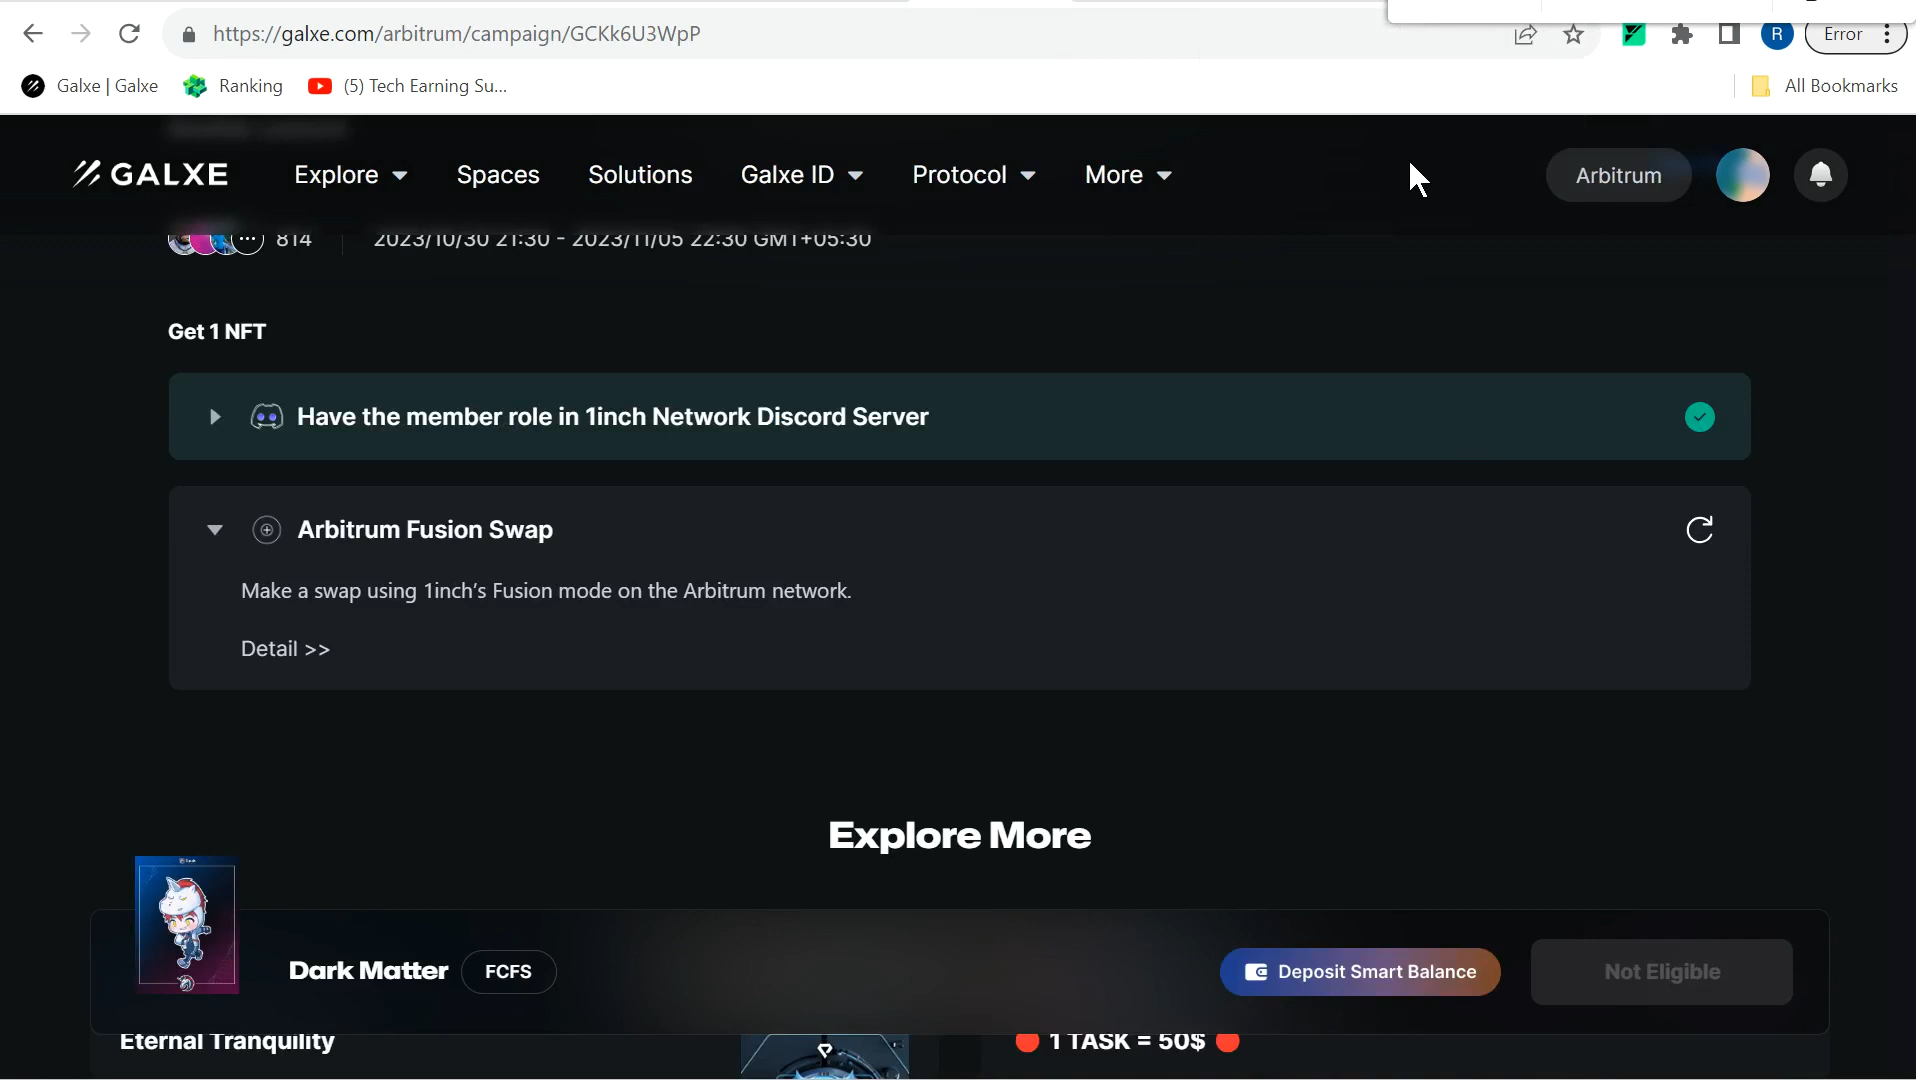 https://galxe.com/arbitrum/campaign/GCKk6U3WpP
R
Error
Galxe | Galxe
Ranking
(5) Tech Earning Su...
All Bookmarks
GALXE
Explore
Spaces
Solutions
Galxe ID
Protocol
More
Arbitrum
814
2023/10/30 21:30 - 2023/11/05 22:30 GMT+05:30
Get 1 NFT
Have the member role in 1inch Network Discord Server
Arbitrum Fusion Swap
Make a swap using 1inch’s Fusion mode on the Arbitrum network.
Detail >>
Explore More
Dark Matter
FCFS
Deposit Smart Balance
Not Eligible
Eternal Tranquility
1 TASK = 50$